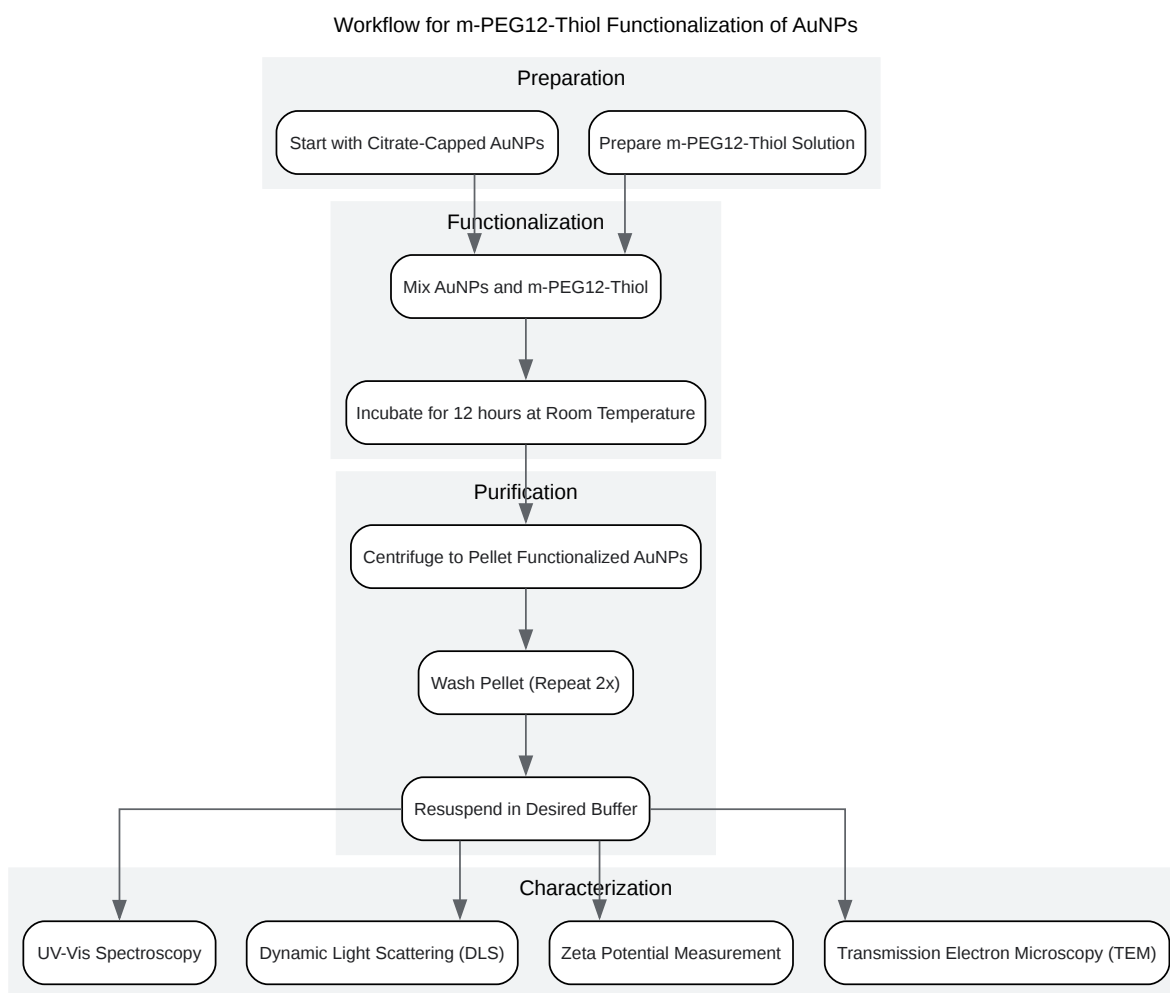 Workflow for m-PEG12-Thiol Functionalization of AuNPs
Preparation
Start with Citrate-Capped AuNPs
Prepare m-PEG12-Thiol Solution
Functionalization
Mix AuNPs and m-PEG12-Thiol
Incubate for 12 hours at Room Temperature
Purification
Centrifuge to Pellet Functionalized AuNPs
Wash Pellet (Repeat 2x)
Resuspend in Desired Buffer
Characterization
UV-Vis Spectroscopy
Dynamic Light Scattering (DLS)
Zeta Potential Measurement
Transmission Electron Microscopy (TEM)